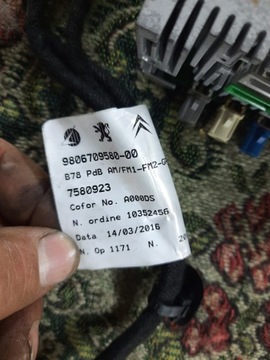 9806709580-00
B78 PdB AM/FM1-FM2-G
7580923
Cofor No. A000DS
N. ordine 10352456
Data 14/03/2016
N. Op 1171 N. 20